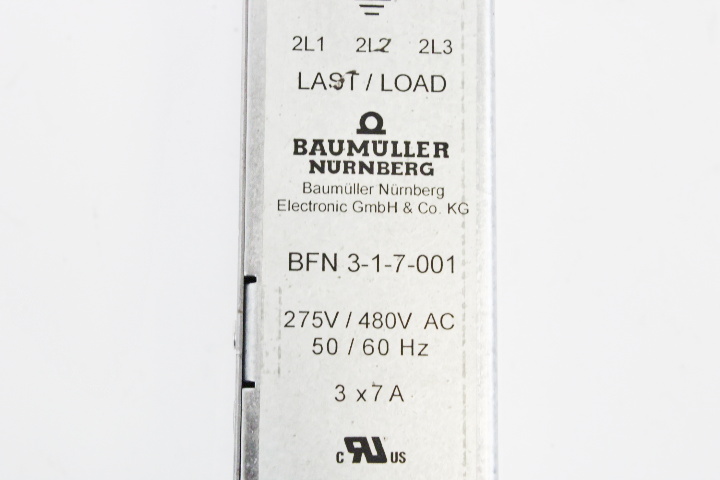 2L1 2L2 2L3
LAST / LOAD
BAUMÜLLER
NÜRNBERG
Baumüller Nürnberg
Electronic GmbH & Co. KG
BFN 3-1-7-001
275V / 480V AC
50 / 60 Hz
3 x 7 A
c RU US